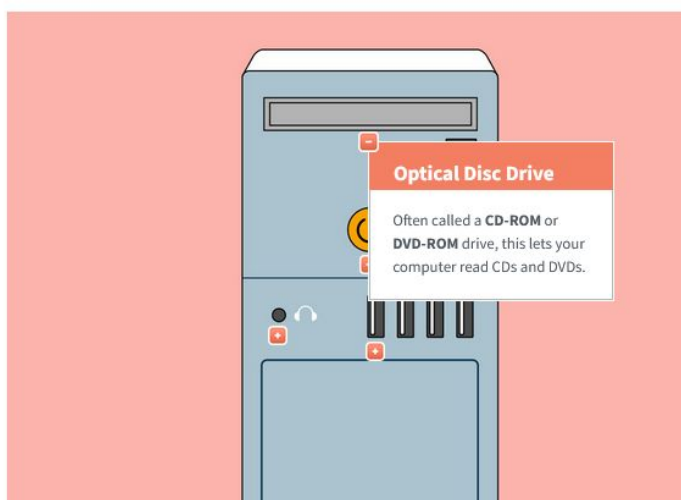 Optical Disc Drive
Often called a CD-ROM or
DVD-ROM drive, this lets your
computer read CDs and DVDs.